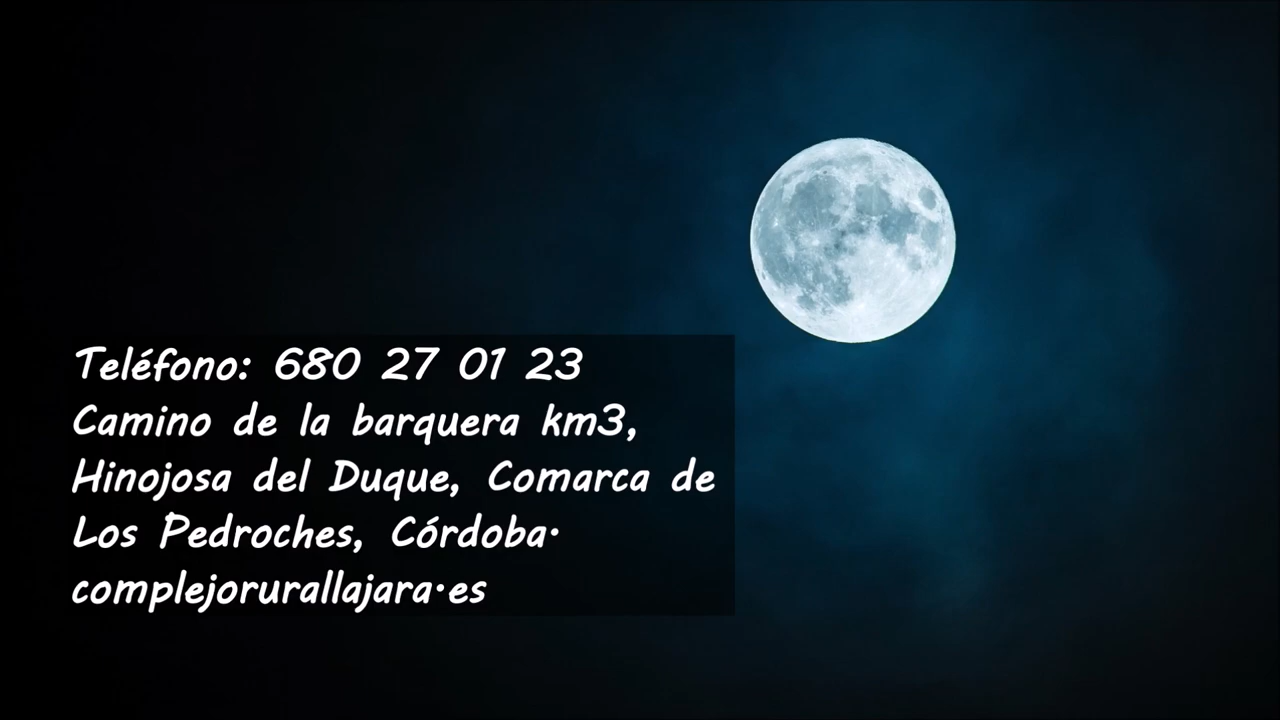 Teléfono: 680 27 01 23
Camino de la barquera km3,
Hinojosa del Duque, Comarca de
Los Pedroches, Córdoba.
complejorurallajara.es